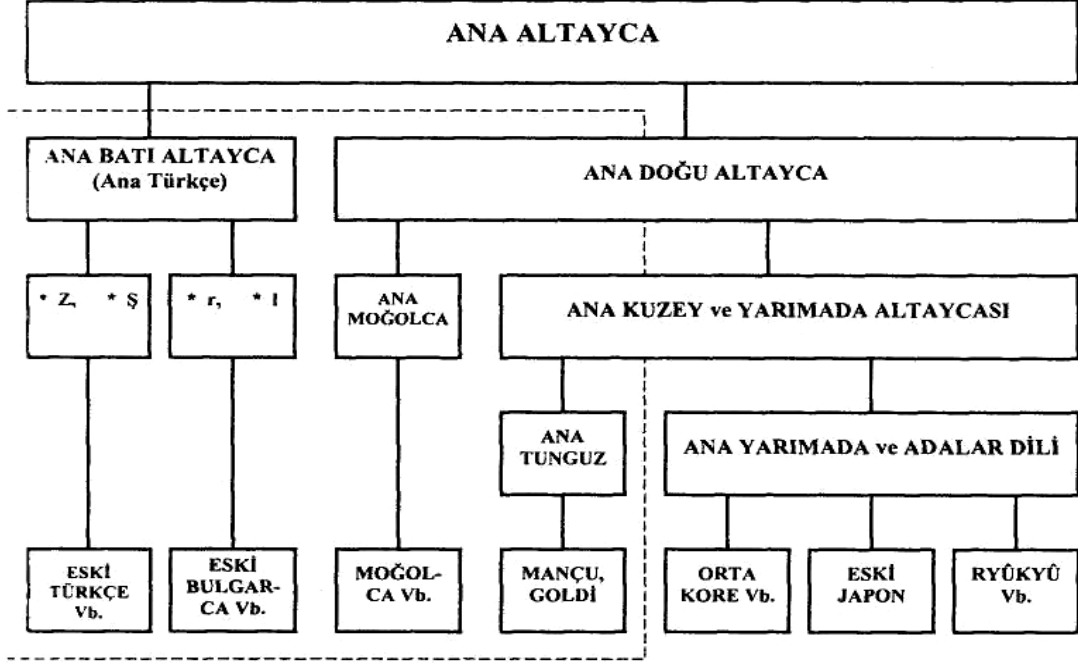 ANA ALTAYCA
ANA BATI ALTAYCA
(Ana Türkçe)
ANA DOĞU ALTAYCA
* Z, * Ş
* r, * l
ANA
MOĞOLCA
ANA KUZEY ve YARIMADA ALTAYCASI
ANA
TUNGUZ
ANA YARIMADA ve ADALAR DİLİ
ESKİ
TÜRKÇE
Vb.
ESKİ
BULGAR-
CA Vb.
MOĞOL-
CA Vb.
MANÇU,
GOLDİ
ORTA
KORE Vb.
ESKİ
JAPON
RYÛKYÛ
Vb.